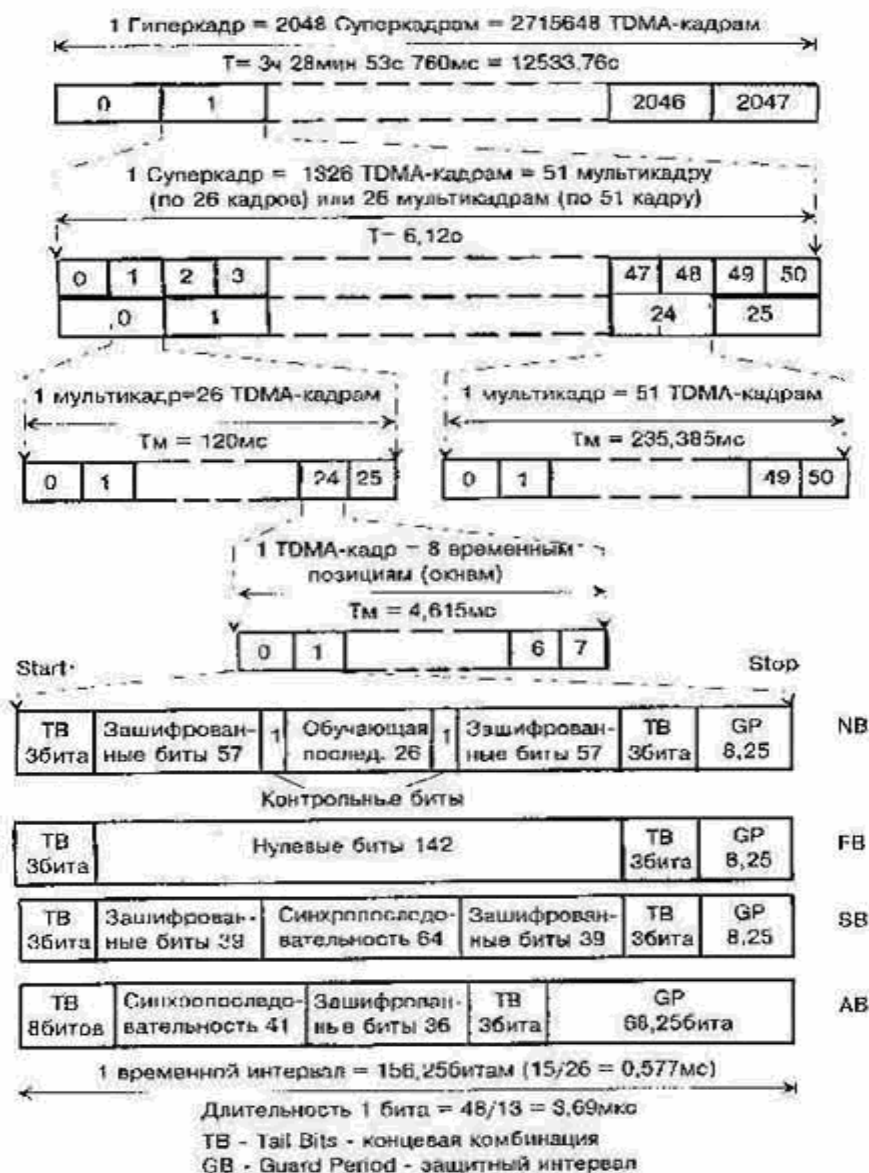 1 Гиперкадр = 2048 Суперкадрам = 2715648 TDMA-кадрам
T= 3ч 28мин 53с 760мс = 12533,76с
0 1 2046 2047
1 Суперкадр = 1326 TDMA-кадрам = 51 мультикадру
(по 26 кадров) или 26 мультикадрам (по 51 кадру)
T= 6,12с
0 1 2 3 47 48 49 50
0 1 24 25
1 мультикадр=26 TDMA-кадрам 1 мультикадр = 51 TDMA-кадрам
Тм = 120мс Тм = 235,385мс
0 1 24 25 0 1 49 50
1 TDMA-кадр = 8 временным
позициям (окнам)
Тм = 4,615мс
0 1 6 7
Start Stop
TB Зашифрован- 1 Обучающая 1 Зашифрован- TB GP NB
3бита ные биты 57 послед. 26 ные биты 57 3бита 8,25
Контрольные биты
TB Нулевые биты 142 TB GP FB
3бита 3бита 8,25
TB Зашифрован- Синхропоследо- Зашифрован- TB GP SB
3бита ные биты 39 вательность 64 ные биты 39 3бита 8,25
TB Синхропоследо- Зашифрован- TB GP AB
8битов вательность 41 ные биты 36 3бита 68,25бита
1 временной интервал = 156,25битам (15/26 = 0,577мс)
Длительность 1 бита = 48/13 = 3,69мкс
TB - Tail Bits - концевая комбинация
GB - Guard Period - защитный интервал